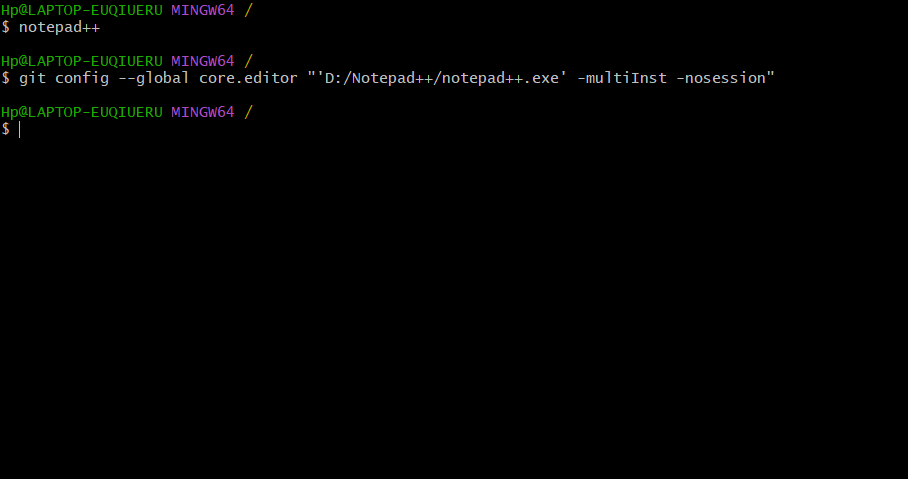 Hp@LAPTOP-EUQIUERU MINGW64 /
$ notepad++
Hp@LAPTOP-EUQIUERU MINGW64 /
$ git config --global core.editor "'D:/Notepad++/notepad++.exe' -multiInst -nosession"
Hp@LAPTOP-EUQIUERU MINGW64 /
$